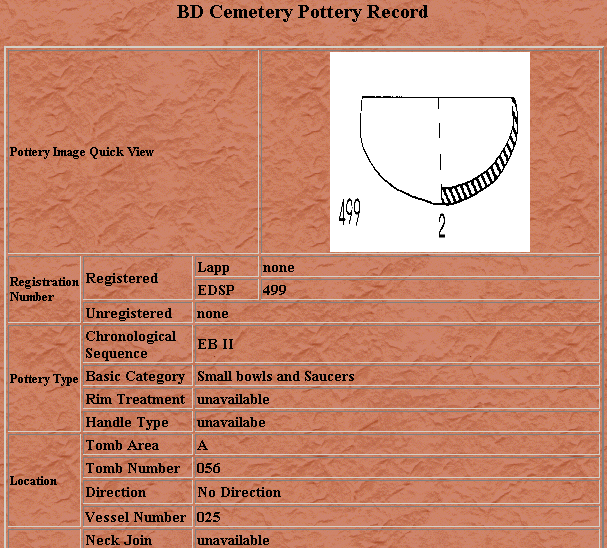 BD Cemetery Pottery Record
Pottery Image Quick View
499
2
Registration Number
Registered
Lapp
none
EDSP
499
Unregistered
none
Pottery Type
Chronological Sequence
EB II
Basic Category
Small bowls and Saucers
Rim Treatment
unavailable
Handle Type
unavailabe
Location
Tomb Area
A
Tomb Number
056
Direction
No Direction
Vessel Number
025
Neck Join
unavailable